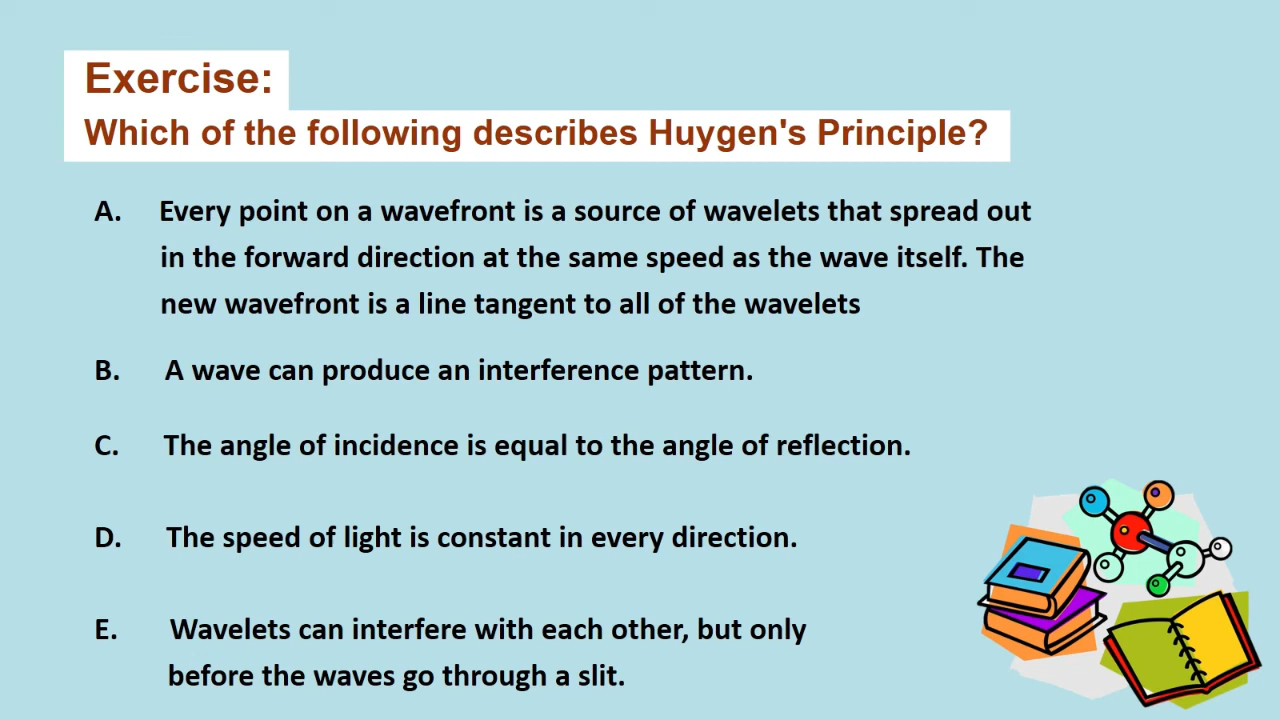 Exercise:
Which of the following describes Huygen's Principle?
A. Every point on a wavefront is a source of wavelets that spread out
in the forward direction at the same speed as the wave itself. The
new wavefront is a line tangent to all of the wavelets
B. A wave can produce an interference pattern.
C. The angle of incidence is equal to the angle of reflection.
D. The speed of light is constant in every direction.
E. Wavelets can interfere with each other, but only
before the waves go through a slit.